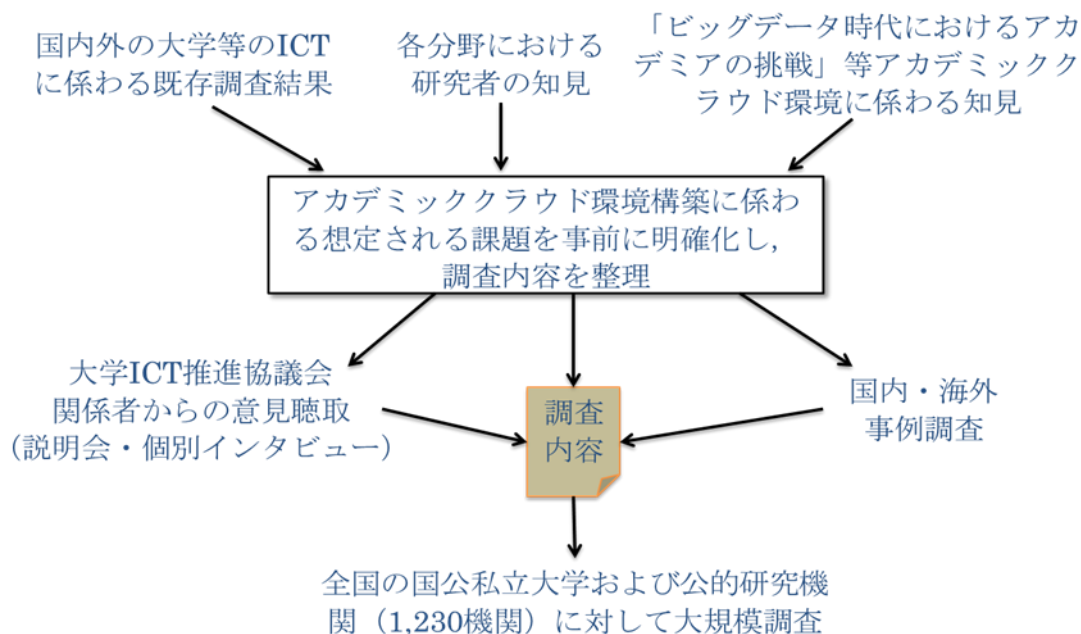 国内外の大学等のICT
に係わる既存調査結果
各分野における
研究者の知見
「ビッグデータ時代におけるアカ
デミアの挑戦」等アカデミックク
ラウド環境に係わる知見
アカデミッククラウド環境構築に係わ
る想定される課題を事前に明確化し，
調査内容を整理
大学ICT推進協議会
関係者からの意見聴取
（説明会・個別インタビュー）
調査
内容
国内・海外
事例調査
全国の国公私立大学および公的研究機
関（1,230機関）に対して大規模調査